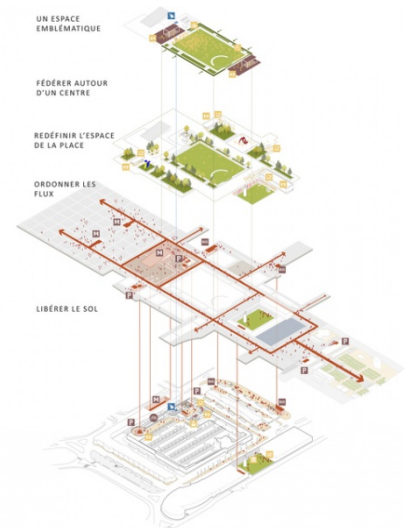 UN ESPACE
EMBLÉMATIQUE
FÉDÉRER AUTOUR
D'UN CENTRE
REDÉFINIR L'ESPACE
DE LA PLACE
ORDONNER LES
FLUX
M
M
M
P
P
P
P
LIBÉRER LE SOL
P
P